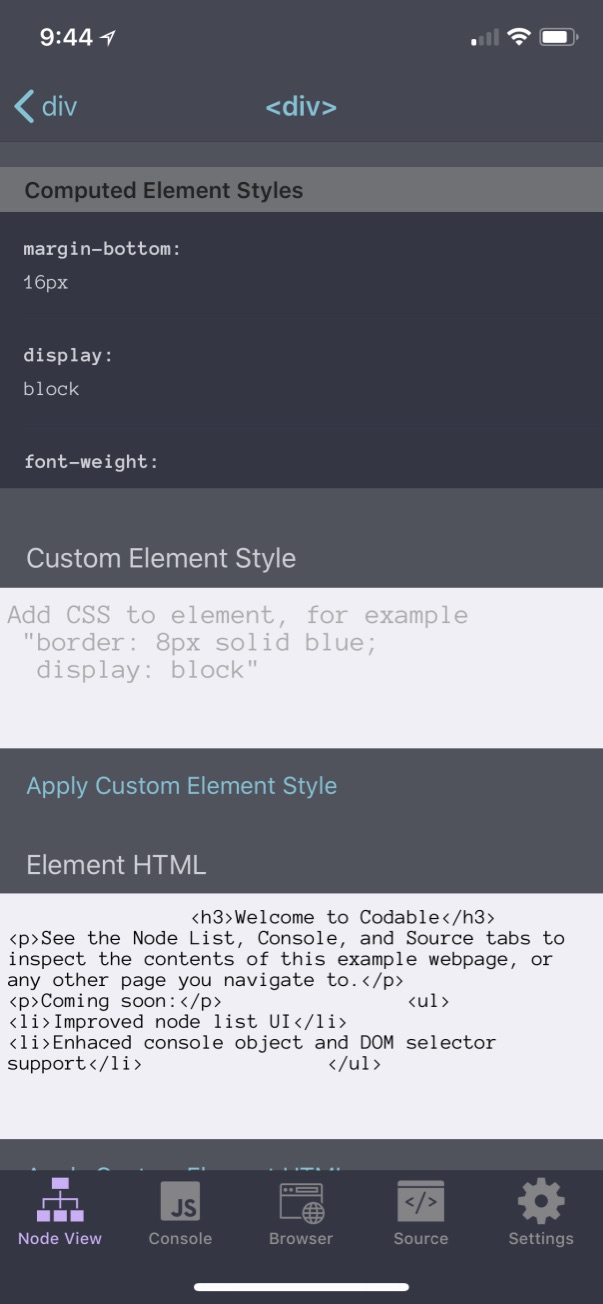 9:44
div
<div>
Computed Element Styles
margin-bottom:
16px
display:
block
font-weight:
Custom Element Style
Add CSS to element, for example
"border: 8px solid blue;
display: block"
Apply Custom Element Style
Element HTML
<h3>Welcome to Codable</h3>
<p>See the Node List, Console, and Source tabs to
inspect the contents of this example webpage, or
any other page you navigate to.</p>
<p>Coming soon:</p> <ul>
<li>Improved node list UI</li>
<li>Enhaced console object and DOM selector
support</li> </ul>
JS
</>
Node View
Console
Browser
Source
Settings